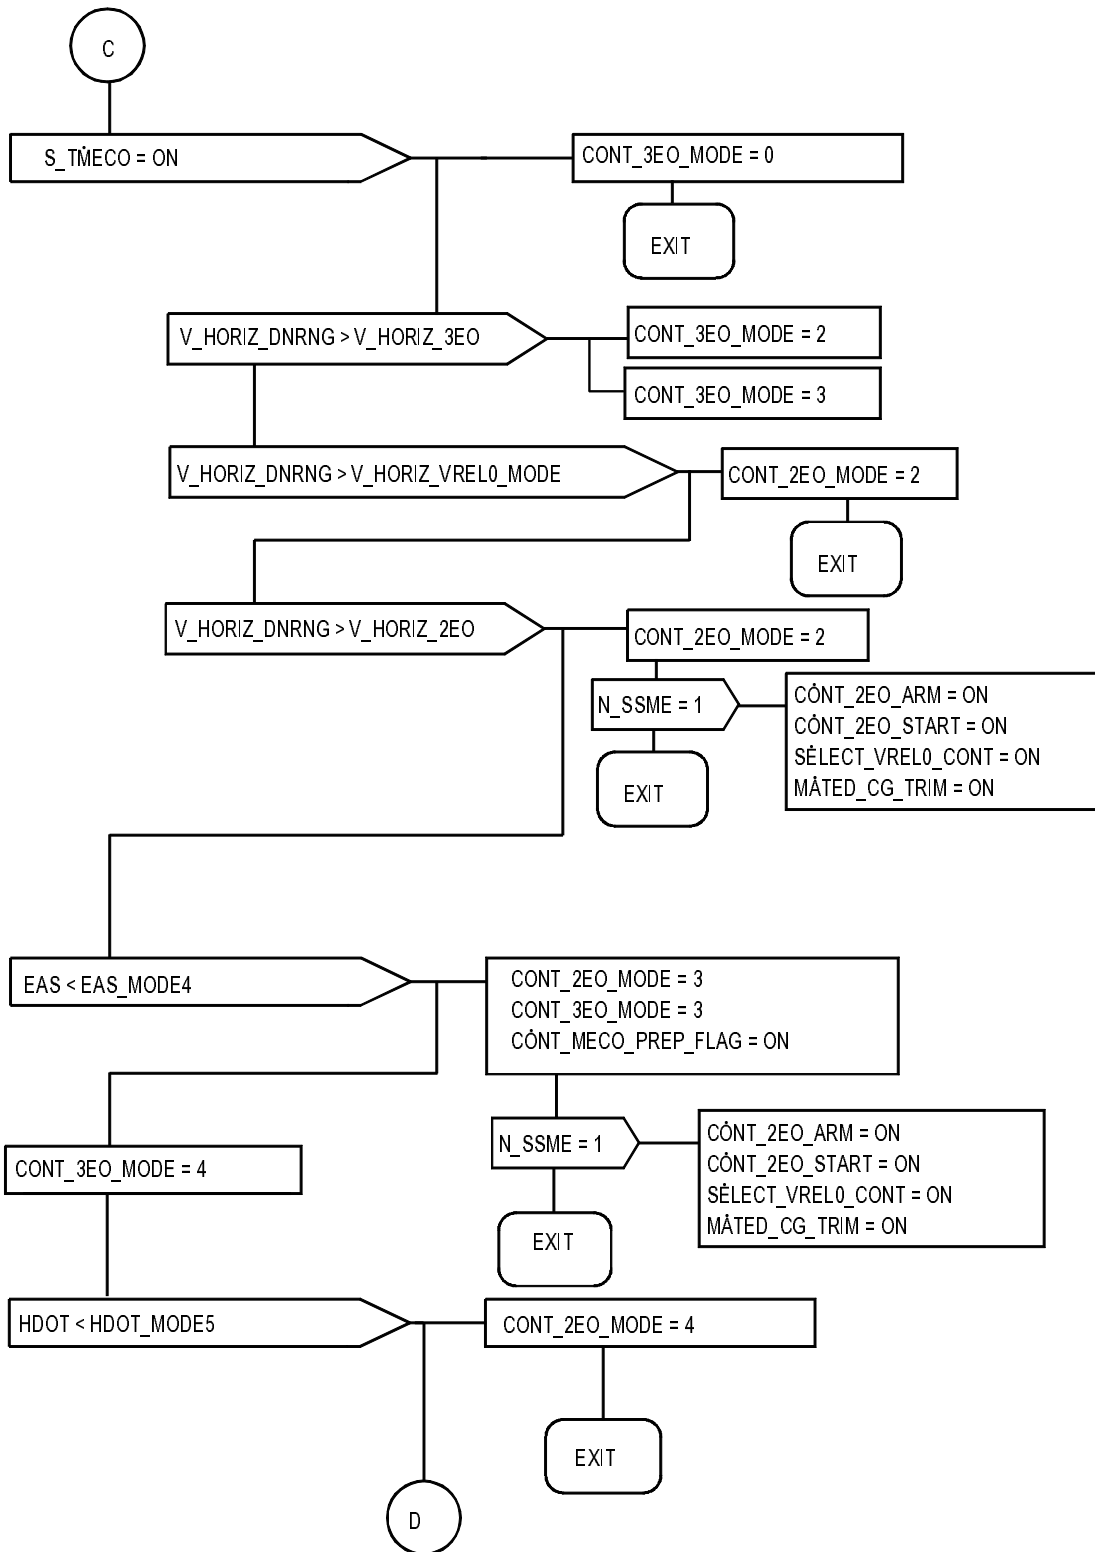 C
S_TMECO = ON
CONT_3EO_MODE = 0
EXIT
V_HORIZ_DNRNG > V_HORIZ_3EO
CONT_3EO_MODE = 2
CONT_3EO_MODE = 3
V_HORIZ_DNRNG > V_HORIZ_VREL0_MODE
CONT_2EO_MODE = 2
EXIT
V_HORIZ_DNRNG > V_HORIZ_2EO
CONT_2EO_MODE = 2
N_SSME = 1
CONT_2EO_ARM = ON
CONT_2EO_START = ON
SELECT_VREL0_CONT = ON
MATED_CG_TRIM = ON
EXIT
EAS < EAS_MODE4
CONT_2EO_MODE = 3
CONT_3EO_MODE = 3
CONT_MECO_PREP_FLAG = ON
N_SSME = 1
CONT_2EO_ARM = ON
CONT_2EO_START = ON
SELECT_VREL0_CONT = ON
MATED_CG_TRIM = ON
CONT_3EO_MODE = 4
EXIT
HDOT < HDOT_MODE5
CONT_2EO_MODE = 4
EXIT
D